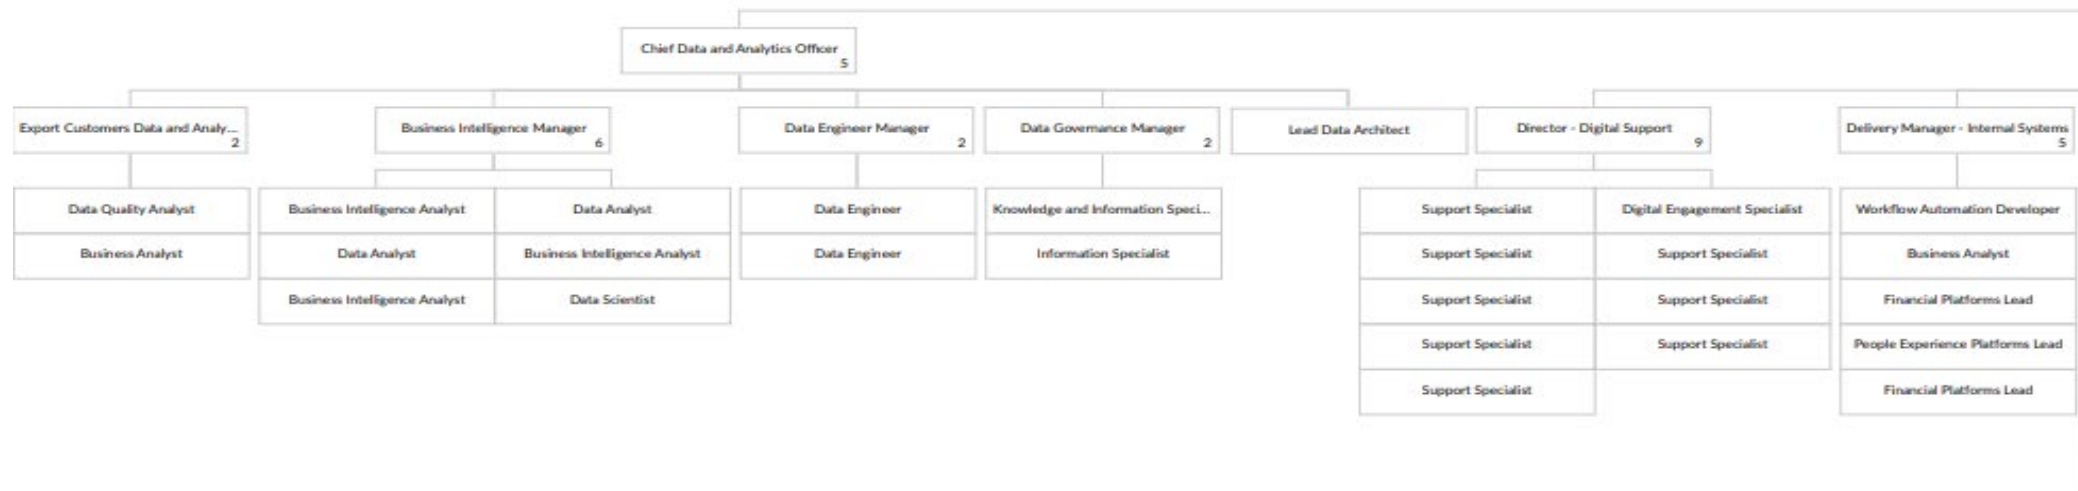 Chief Data and Analytics Officer
5
Export Customers Data and Analy...
2
Business Intelligence Manager
6
Data Engineer Manager
2
Data Governance Manager
2
Lead Data Architect
Director - Digital Support
9
Delivery Manager - Internal Systems
5
Data Quality Analyst
Business Analyst
Business Intelligence Analyst
Data Analyst
Business Intelligence Analyst
Data Analyst
Business Intelligence Analyst
Data Scientist
Data Engineer
Data Engineer
Knowledge and Information Speci...
Information Specialist
Support Specialist
Support Specialist
Support Specialist
Support Specialist
Support Specialist
Digital Engagement Specialist
Support Specialist
Support Specialist
Support Specialist
Workflow Automation Developer
Business Analyst
Financial Platforms Lead
People Experience Platforms Lead
Financial Platforms Lead